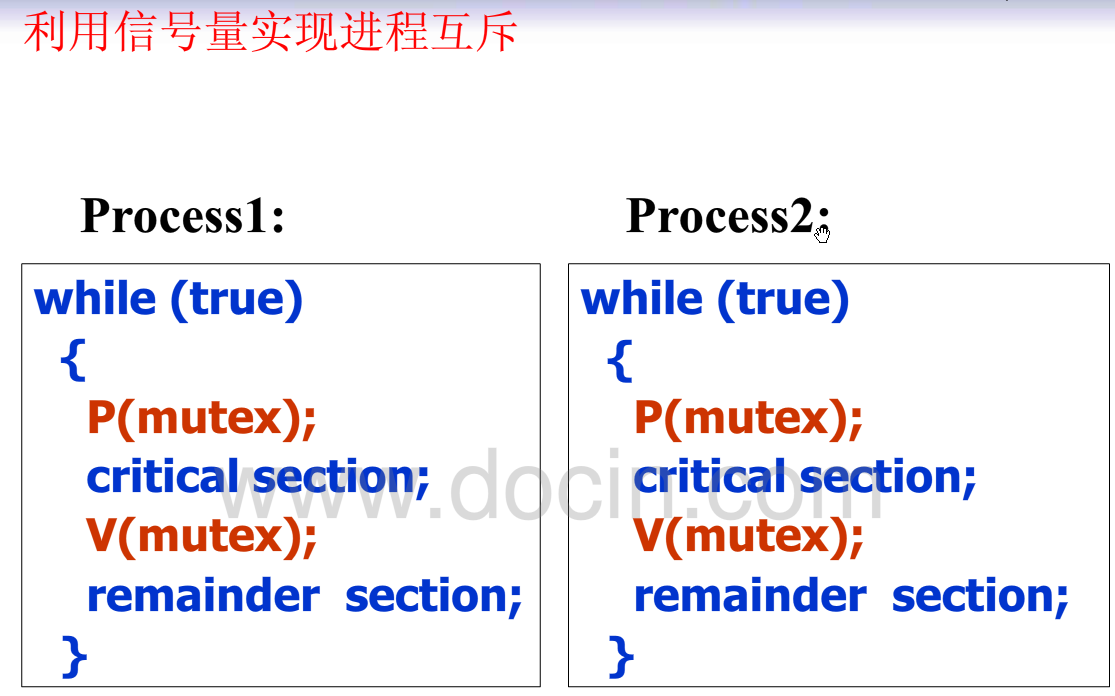 利用信号量实现进程互斥
Process1:
while (true)
{
P(mutex);
critical section;
V(mutex);
remainder section;
}
Process2:
while (true)
{
P(mutex);
critical section;
V(mutex);
remainder section;
}
www.docin.com